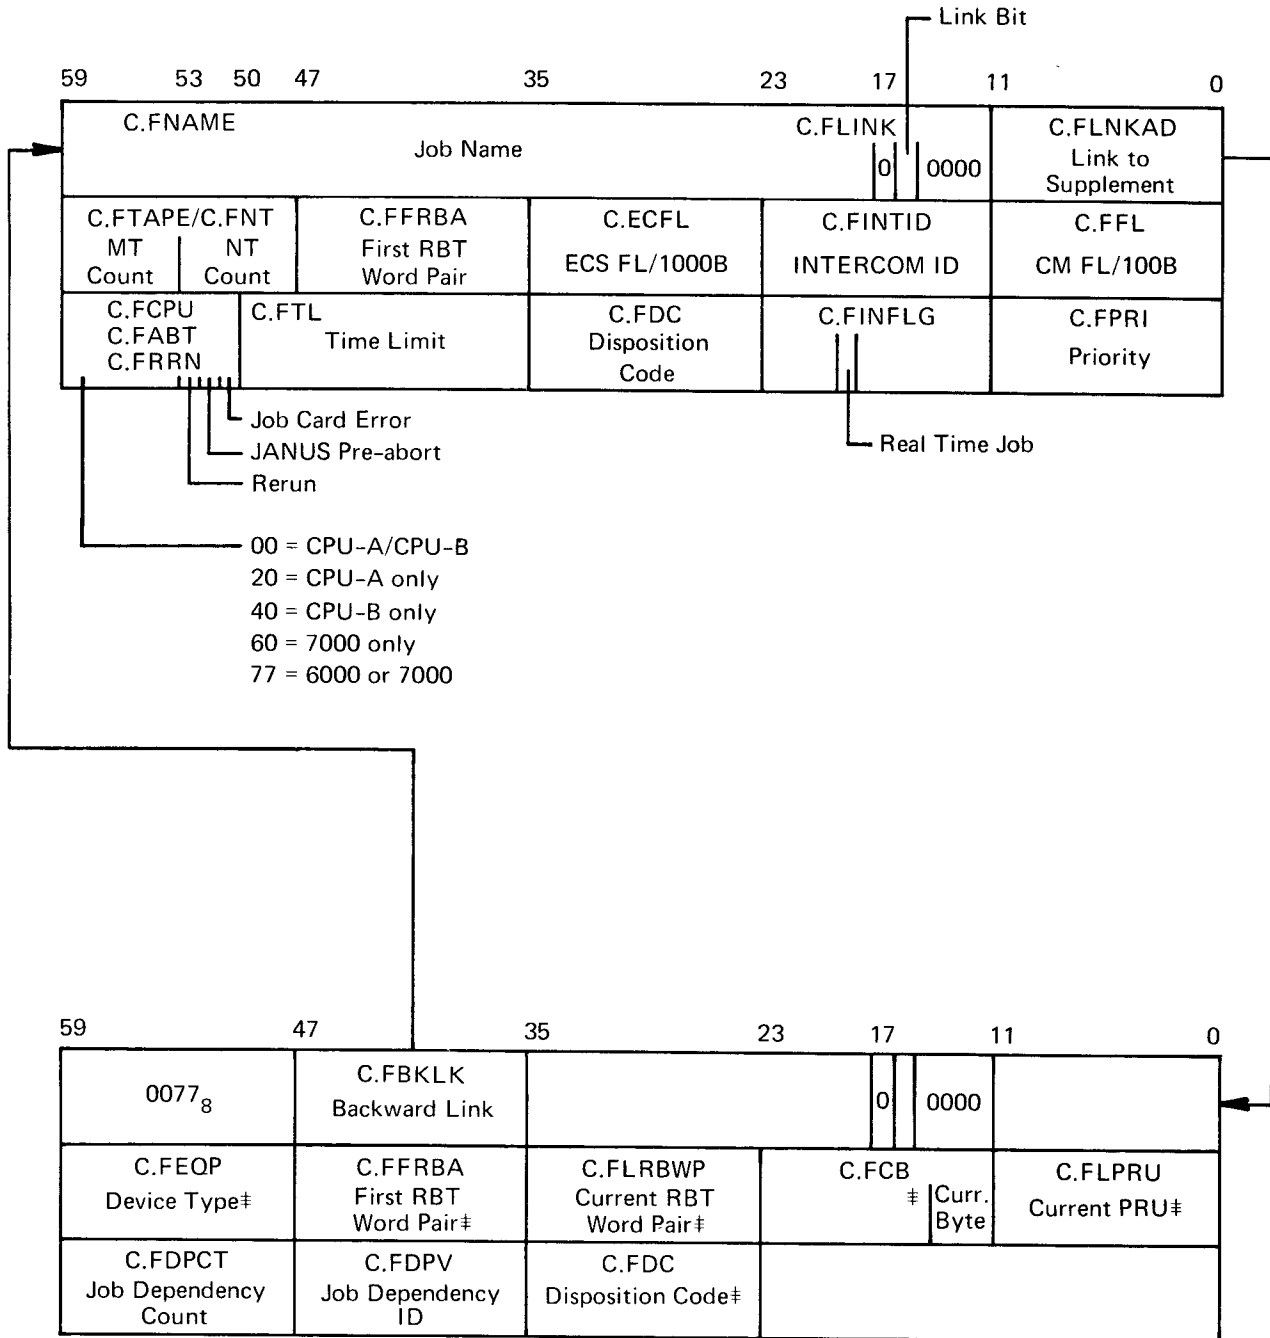 Link Bit
59 53 50 47 35 23 17 11 0
C.FNAME
Job Name
C.FLINK
0 0000
C.FLNKAD
Link to
Supplement
C.FTAPE/C.FNT
MT
Count
NT
Count
C.FFRBA
First RBT
Word Pair
C.ECFL
ECS FL/1000B
C.FINTID
INTERCOM ID
C.FFL
CM FL/100B
C.FCPU
C.FABT
C.FRRN
C.FTL
Time Limit
C.FDC
Disposition
Code
C.FINFLG
C.FPRI
Priority
Job Card Error
JANUS Pre-abort
Rerun
Real Time Job
00 = CPU-A/CPU-B
20 = CPU-A only
40 = CPU-B only
60 = 7000 only
77 = 6000 or 7000
59 47 35 23 17 11 0
0077₈
C.FBKLK
Backward Link
0 0000
C.FEQP
Device Type‡
C.FFRBA
First RBT
Word Pair‡
C.FLRBWP
Current RBT
Word Pair‡
C.FCB
‡
Curr.
Byte
C.FLPRU
Current PRU‡
C.FDPCT
Job Dependency
Count
C.FDPV
Job Dependency
ID
C.FDC
Disposition Code‡